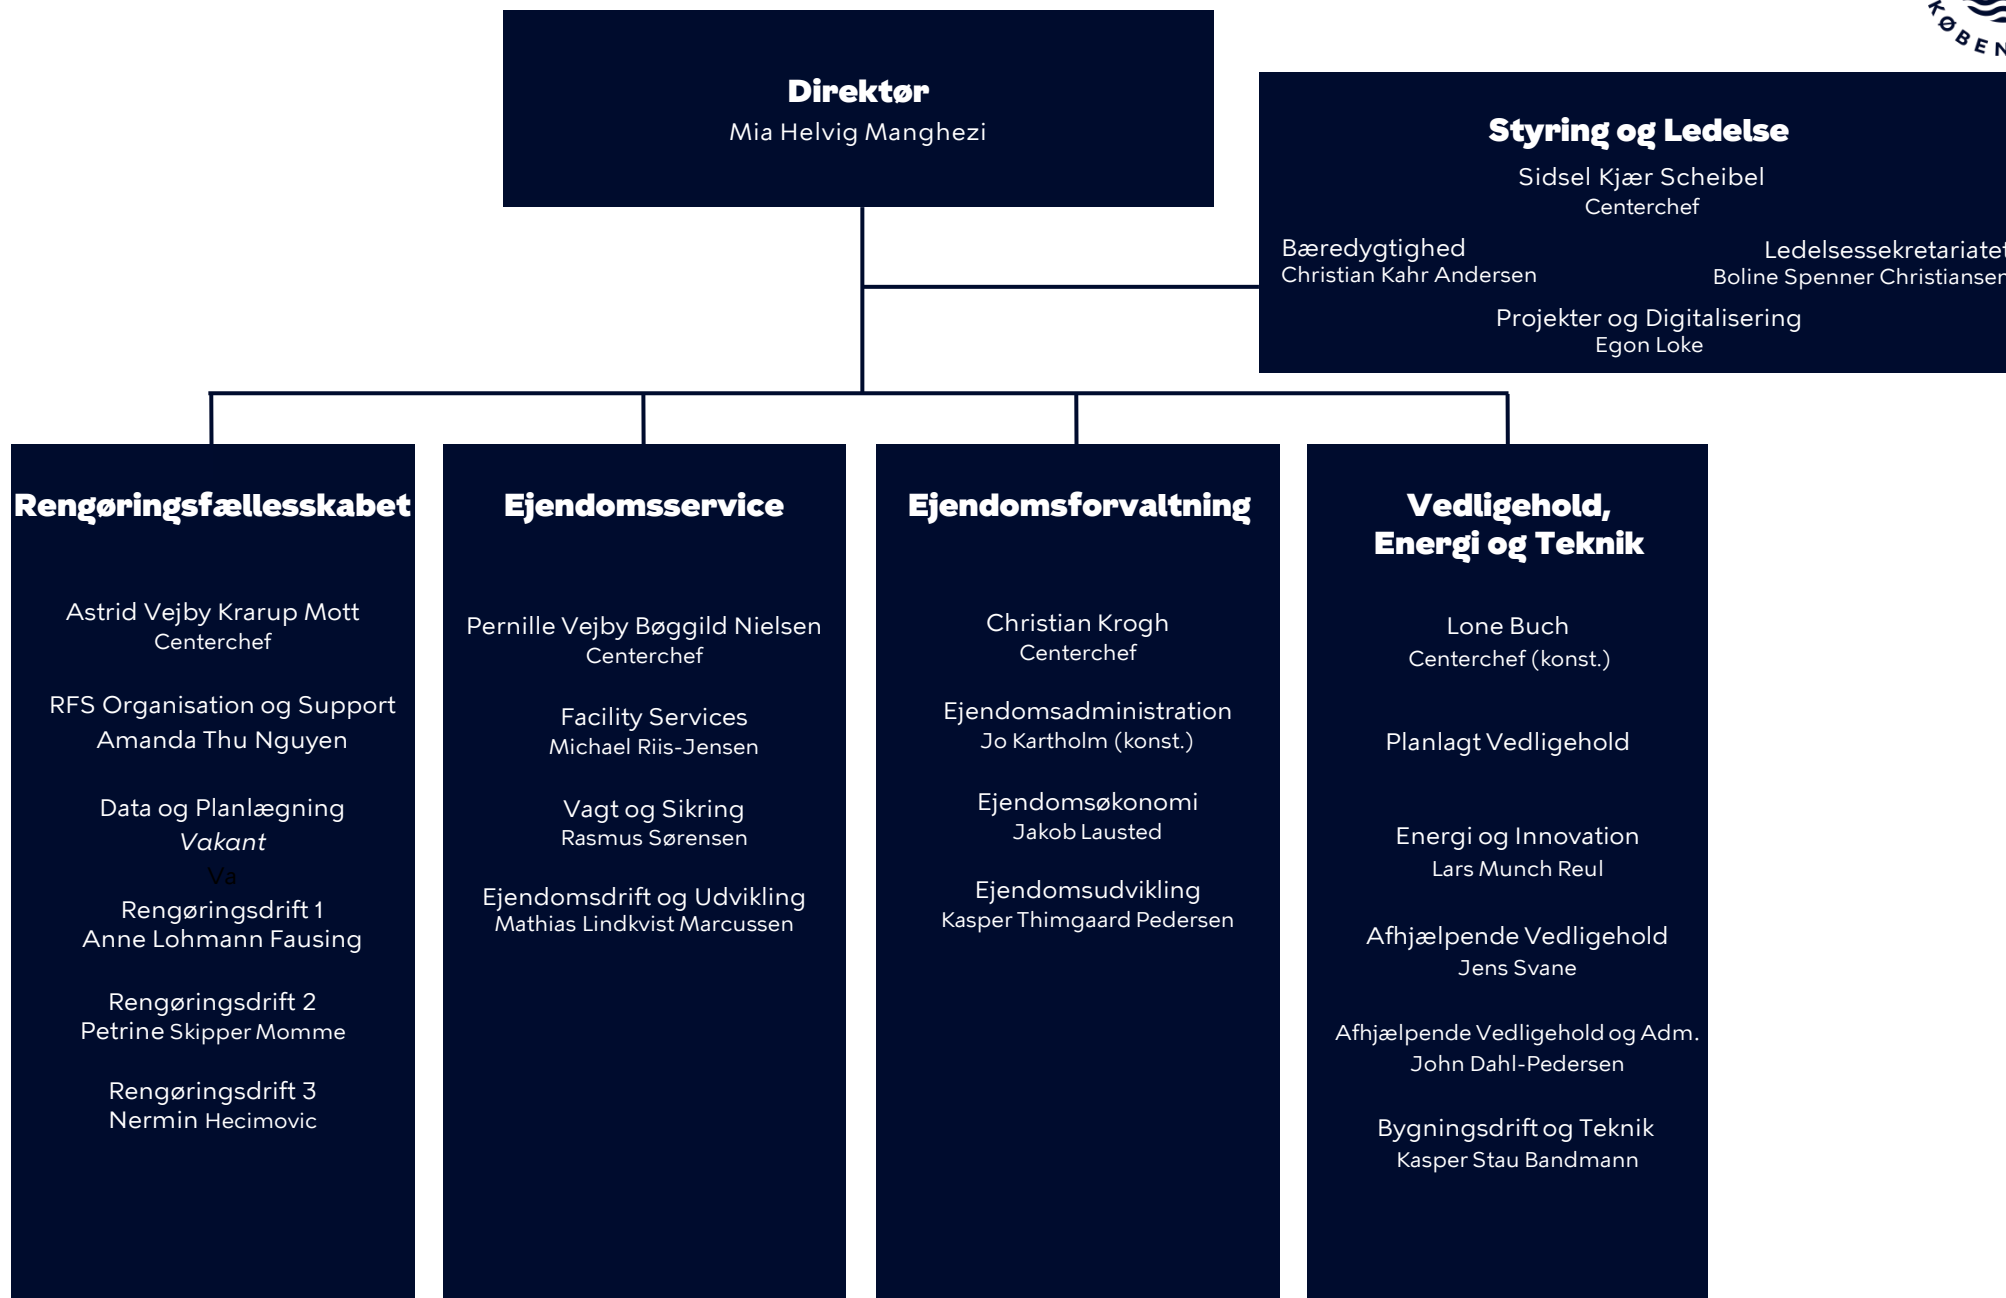 KØBEN
Direktør
Mia Helvig Manghezi
Styring og Ledelse
Sidsel Kjær Scheibel
Centerchef
Bæredygtighed
Christian Kahr Andersen
Ledelsessekretariatet
Boline Spenner Christiansen
Projekter og Digitalisering
Egon Loke
Rengøringsfællesskabet
Astrid Vejby Krarup Mott
Centerchef
RFS Organisation og Support
Amanda Thu Nguyen
Data og Planlægning
Vakant
Va
Rengøringsdrift 1
Anne Lohmann Fausing
Rengøringsdrift 2
Petrine Skipper Momme
Rengøringsdrift 3
Nermin Hecimovic
Ejendomsservice
Pernille Vejby Bøggild Nielsen
Centerchef
Facility Services
Michael Riis-Jensen
Vagt og Sikring
Rasmus Sørensen
Ejendomsdrift og Udvikling
Mathias Lindkvist Marcussen
Ejendomsforvaltning
Christian Krogh
Centerchef
Ejendomsadministration
Jo Kartholm (konst.)
Ejendomsøkonomi
Jakob Lausted
Ejendomsudvikling
Kasper Thimgaard Pedersen
Vedligehold,
Energi og Teknik
Lone Buch
Centerchef (konst.)
Planlagt Vedligehold
Energi og Innovation
Lars Munch Reul
Afhjælpende Vedligehold
Jens Svane
Afhjælpende Vedligehold og Adm.
John Dahl-Pedersen
Bygningsdrift og Teknik
Kasper Stau Bandmann